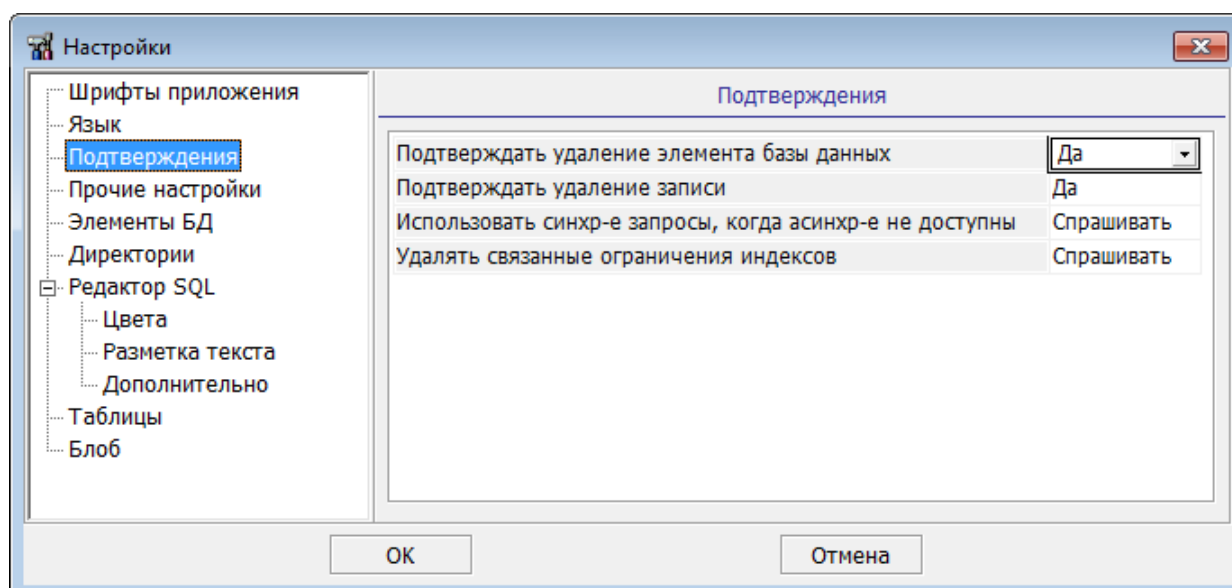 Настройки
Шрифты приложения
Язык
Подтверждения
Прочие настройки
Элементы БД
Директории
Редактор SQL
Цвета
Разметка текста
Дополнительно
Таблицы
Блоб
Подтверждения
Подтверждать удаление элемента базы данных Да
Подтверждать удаление записи Да
Использовать синхр-е запросы, когда асинхр-е не доступны Спрашивать
Удалять связанные ограничения индексов Спрашивать
OK Отмена